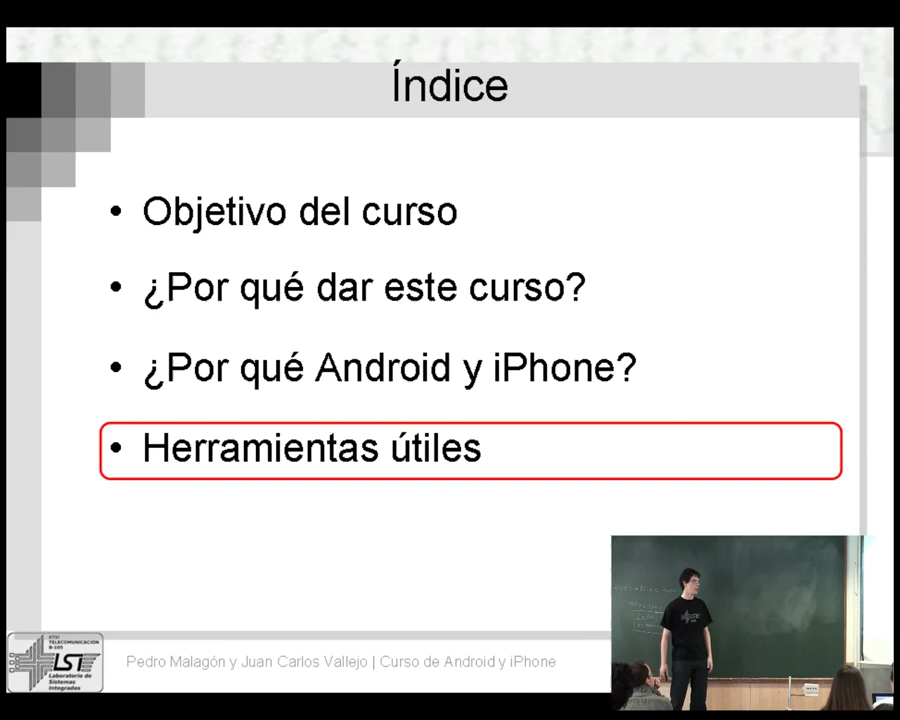 Índice
• Objetivo del curso
• ¿Por qué dar este curso?
• ¿Por qué Android y iPhone?
• Herramientas útiles
ETSI
TELECOMUNICACIÓN
B-105
LSI
Laboratorio de
Sistemas
Integrados
Pedro Malagón y Juan Carlos Vallejo | Curso de Android y iPhone